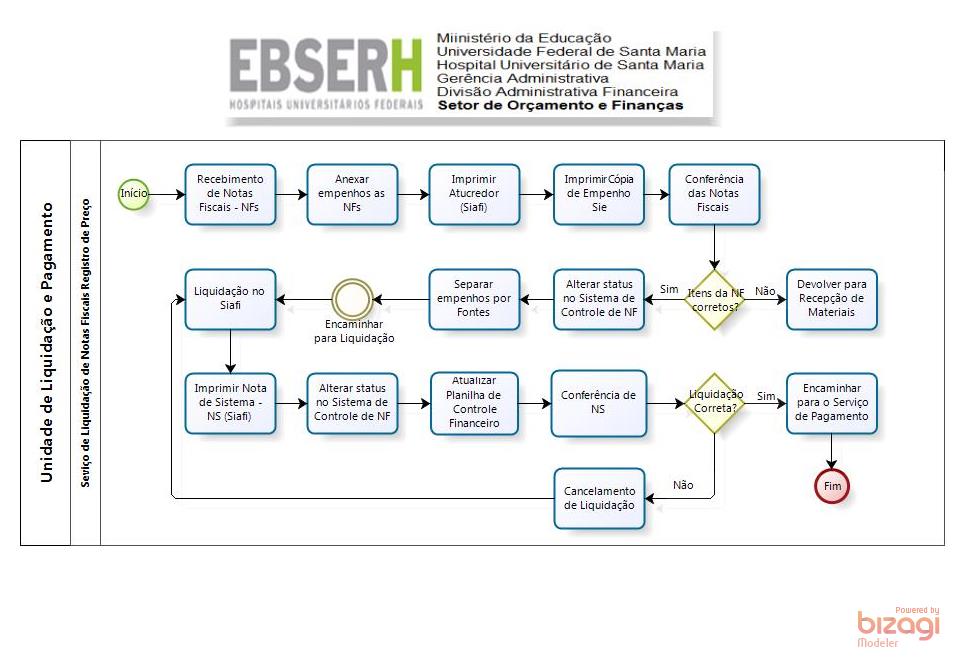 EBSERH
HOSPITAIS UNIVERSITÁRIOS FEDERAIS
Miinistério da Educação
Universidade Federal de Santa Maria
Hospital Universitário de Santa Maria
Gerência Administrativa
Divisão Administrativa Financeira
Setor de Orçamento e Finanças
Unidade de Liquidação e Pagamento
Seviço de Liquidação de Notas Fiscais Registro de Preço
Início
Recebimento
de Notas
Fiscais - NFs
Anexar
empenhos as
NFs
Imprimir
Atucredor
(Siafi)
Imprimir Cópia
de Empenho
Sie
Conferência
das Notas
Fiscais
Itens da NF
corretos?
Não
Devolver para
Recepção de
Materiais
Sim
Alterar status
no Sistema de
Controle de NF
Separar
empenhos por
Fontes
Encaminhar
para Liquidação
Liquidação no
Siafi
Imprimir Nota
de Sistema -
NS (Siafi)
Alterar status
no Sistema de
Controle de NF
Atualizar
Planilha de
Controle
Financeiro
Conferência de
NS
Liquidação
Correta?
Sim
Encaminhar
para o Serviço
de Pagamento
Fim
Não
Cancelamento
de Liquidação
Powered by
bizagi
Modeler